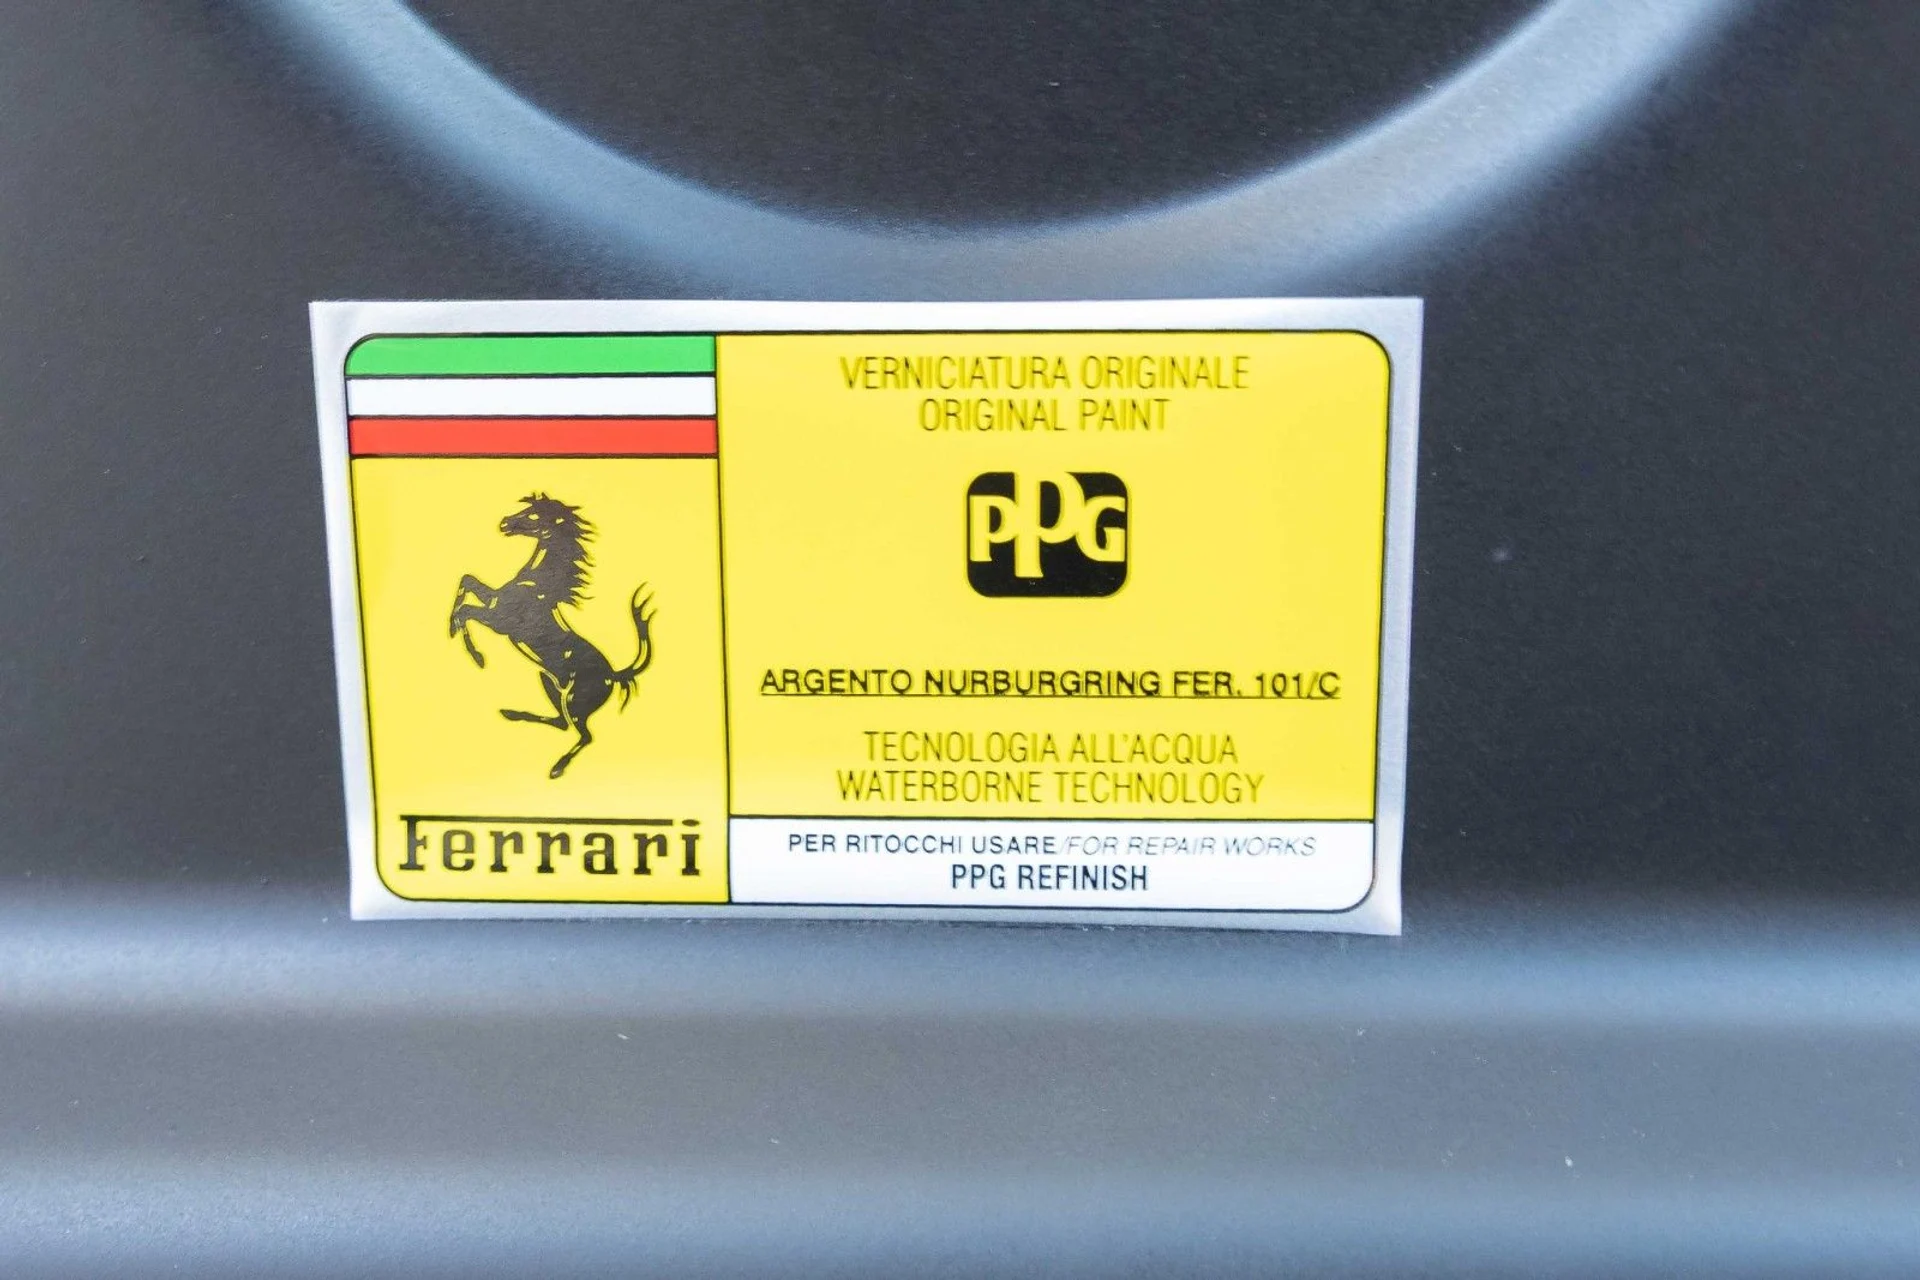 VERNICIATURA ORIGINALE
ORIGINAL PAINT
PPG
ARGENTO NURBURGRING FER. 101/C
TECNOLOGIA ALL'ACQUA
WATERBORNE TECHNOLOGY
Ferrari
PER RITOCCHI USARE/FOR REPAIR WORKS
PPG REFINISH